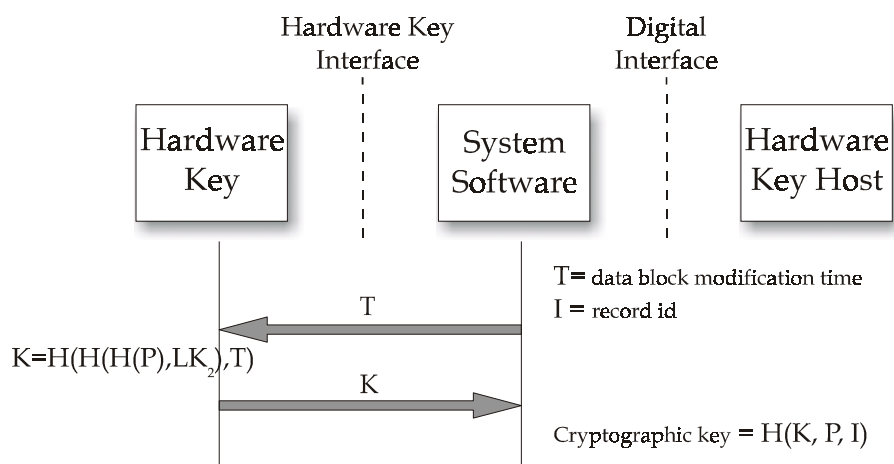 Hardware Key
Interface
Digital
Interface
Hardware
Key
System
Software
Hardware
Key Host
T= data block modification time
I = record id
T
K=H(H(H(P),LK₂),T)
K
Cryptographic key = H(K, P, I)